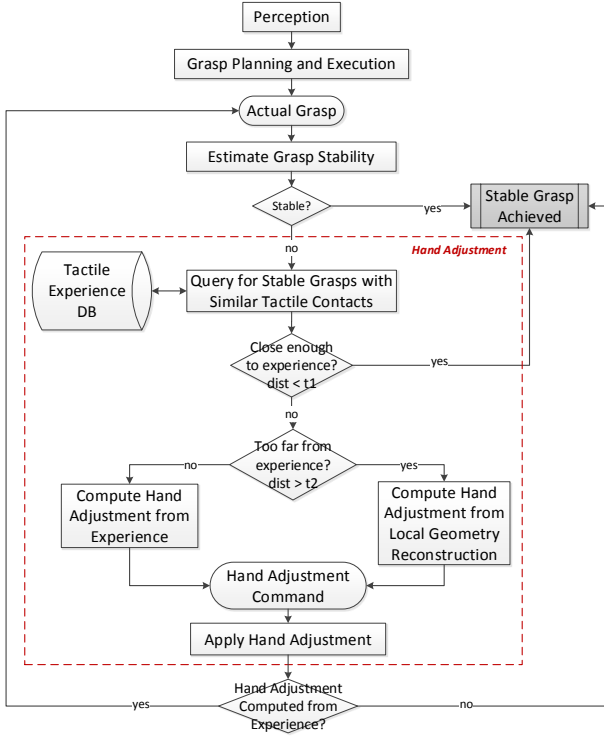 Perception
Grasp Planning and Execution
Actual Grasp
Estimate Grasp Stability
Stable?
yes
Stable Grasp
Achieved
no
Hand Adjustment
Tactile
Experience
DB
Query for Stable Grasps with
Similar Tactile Contacts
Close enough
to experience?
dist < t1
yes
no
Too far from
experience?
dist > t2
no
yes
Compute Hand
Adjustment from
Experience
Compute Hand
Adjustment from
Local Geometry
Reconstruction
Hand Adjustment
Command
Apply Hand Adjustment
Hand Adjustment
Computed from
Experience?
yes
no